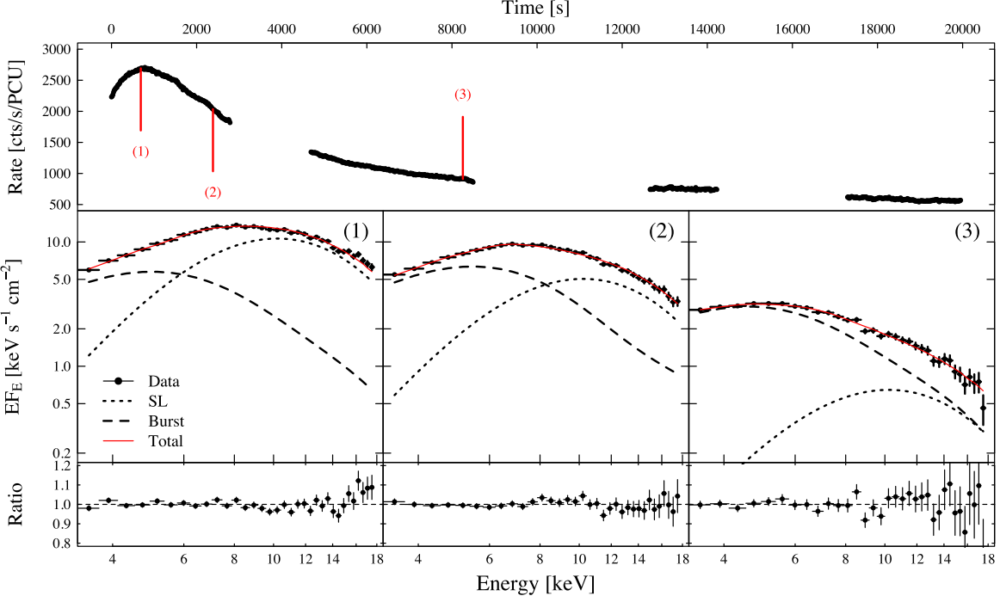 Time [s]
0 2000 4000 6000 8000 10000 12000 14000 16000 18000 20000
Rate [cts/s/PCU]
3000
2500
2000
1500
1000
500
(1)
(2)
(3)
EF_E [keV s⁻¹ cm⁻²]
10.0
5.0
2.0
1.0
0.5
0.2
(1)
(2)
(3)
Data
SL
Burst
Total
Ratio
1.2
1.1
1.0
0.9
0.8
4 6 8 10 12 14 18
4 6 8 10 12 14 18
4 6 8 10 12 14 18
Energy [keV]